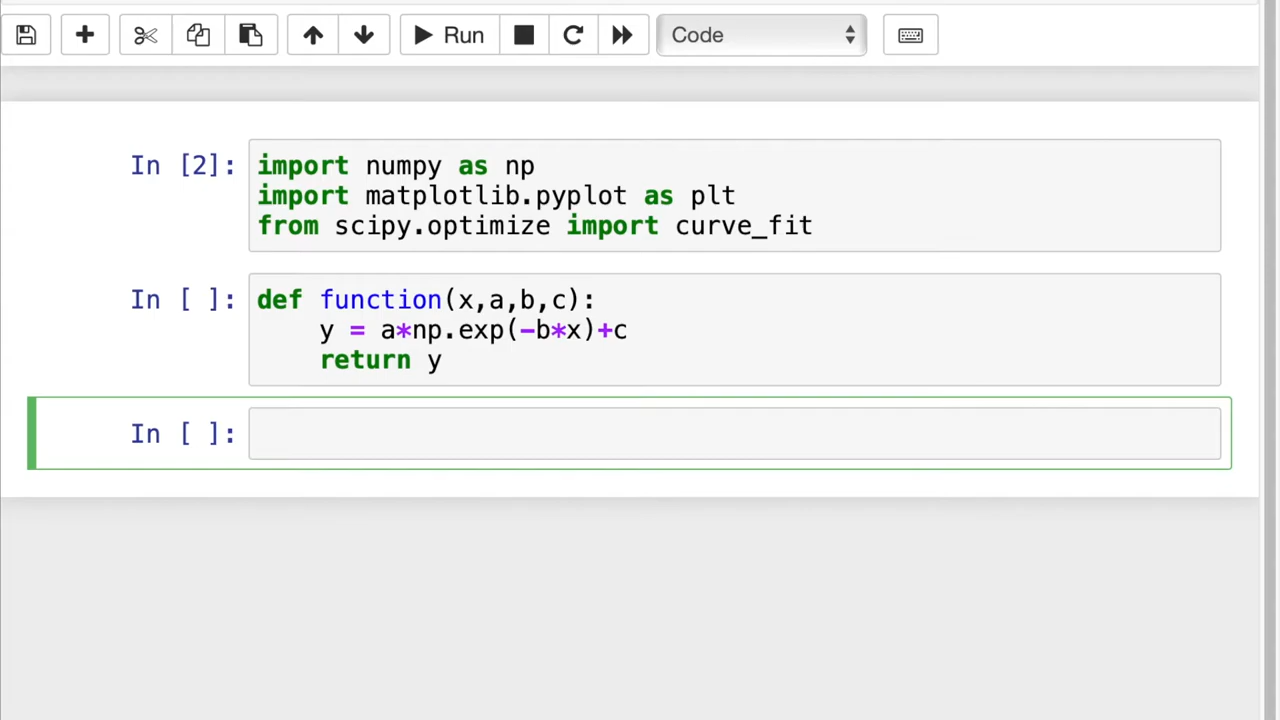 Run Code
In [2]: import numpy as np
import matplotlib.pyplot as plt
from scipy.optimize import curve_fit
In [ ]: def function(x,a,b,c):
    y = a*np.exp(-b*x)+c
    return y
In [ ]: